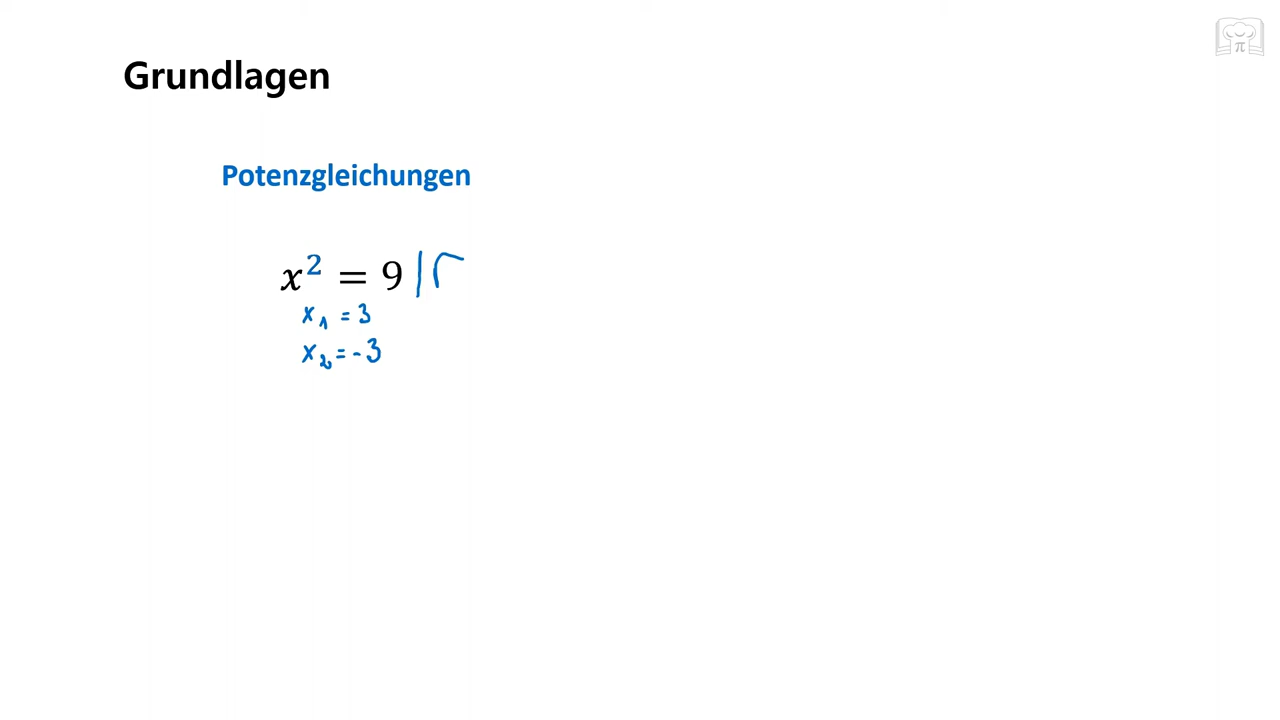 Grundlagen
Potenzgleichungen
x² = 9 |√
x₁ = 3
x₂ = -3